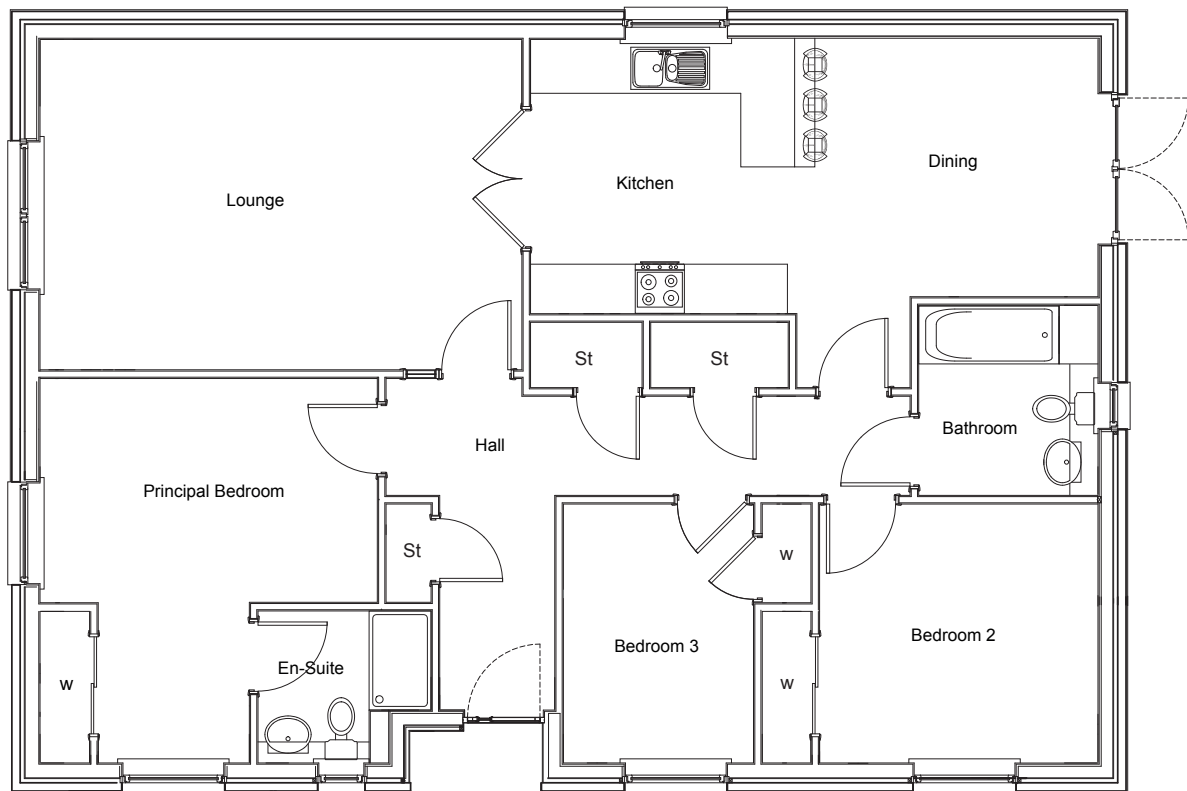 Lounge
Kitchen
Dining
St
St
Hall
Bathroom
Principal Bedroom
St
w
Bedroom 3
Bedroom 2
En-Suite
w
w